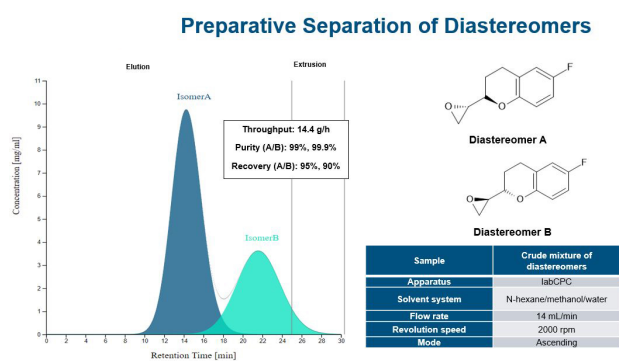 Preparative Separation of Diastereomers
Elution
Extrusion
IsomerA
Throughput: 14.4 g/h
Purity (A/B): 99%, 99.9%
Recovery (A/B): 95%, 90%
IsomerB
Concentration [mg/ml]
11
10
9
8
7
6
5
4
3
2
1
0
0 2 4 6 8 10 12 14 16 18 20 22 24 26 28 30
Retention Time [min]
F
O
O
Diastereomer A
F
O
O
Diastereomer B
Sample Crude mixture of
diastereomers
Apparatus labCPC
Solvent system N-hexane/methanol/water
Flow rate 14 mL/min
Revolution speed 2000 rpm
Mode Ascending